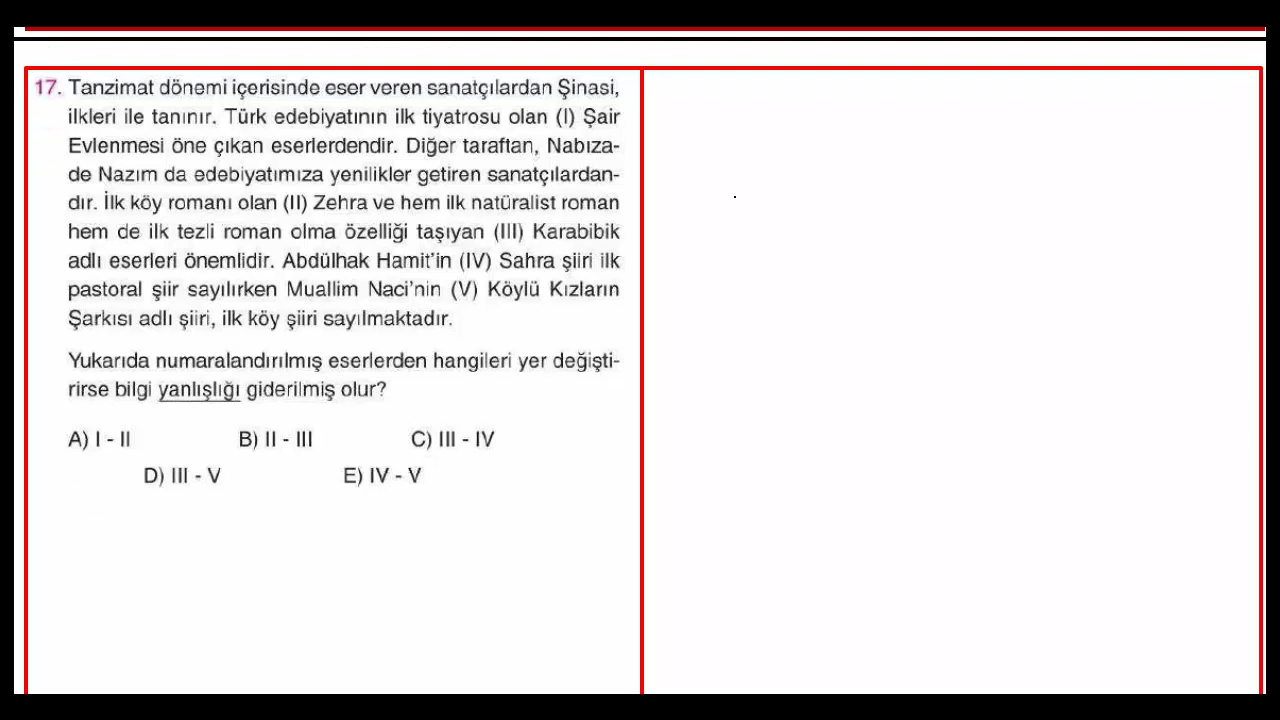 17. Tanzimat dönemi içerisinde eser veren sanatçılardan Şinasi,
ilkleri ile tanınır. Türk edebiyatının ilk tiyatrosu olan (I) Şair
Evlenmesi öne çıkan eserlerdendir. Diğer taraftan, Nabıza-
de Nazım da edebiyatımıza yenilikler getiren sanatçılardan-
dır. İlk köy romanı olan (II) Zehra ve hem ilk natüralist roman
hem de ilk tezli roman olma özelliği taşıyan (III) Karabibik
adlı eserleri önemlidir. Abdülhak Hamit'in (IV) Sahra şiiri ilk
pastoral şiir sayılırken Muallim Naci'nin (V) Köylü Kızların
Şarkısı adlı şiiri, ilk köy şiiri sayılmaktadır.
Yukarıda numaralandırılmış eserlerden hangileri yer değişti-
rirse bilgi yanlışlığı giderilmiş olur?
A) I - II B) II - III C) III - IV
D) III - V E) IV - V